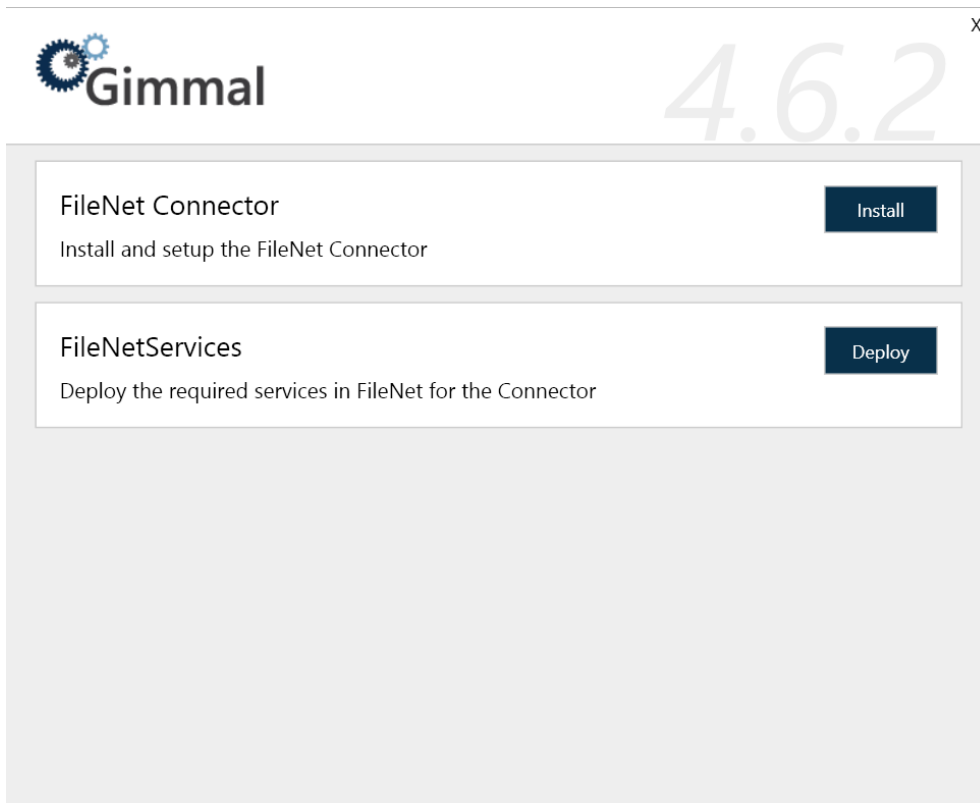 X
Gimmal
4.6.2
FileNet Connector
Install
Install and setup the FileNet Connector
FileNetServices
Deploy
Deploy the required services in FileNet for the Connector